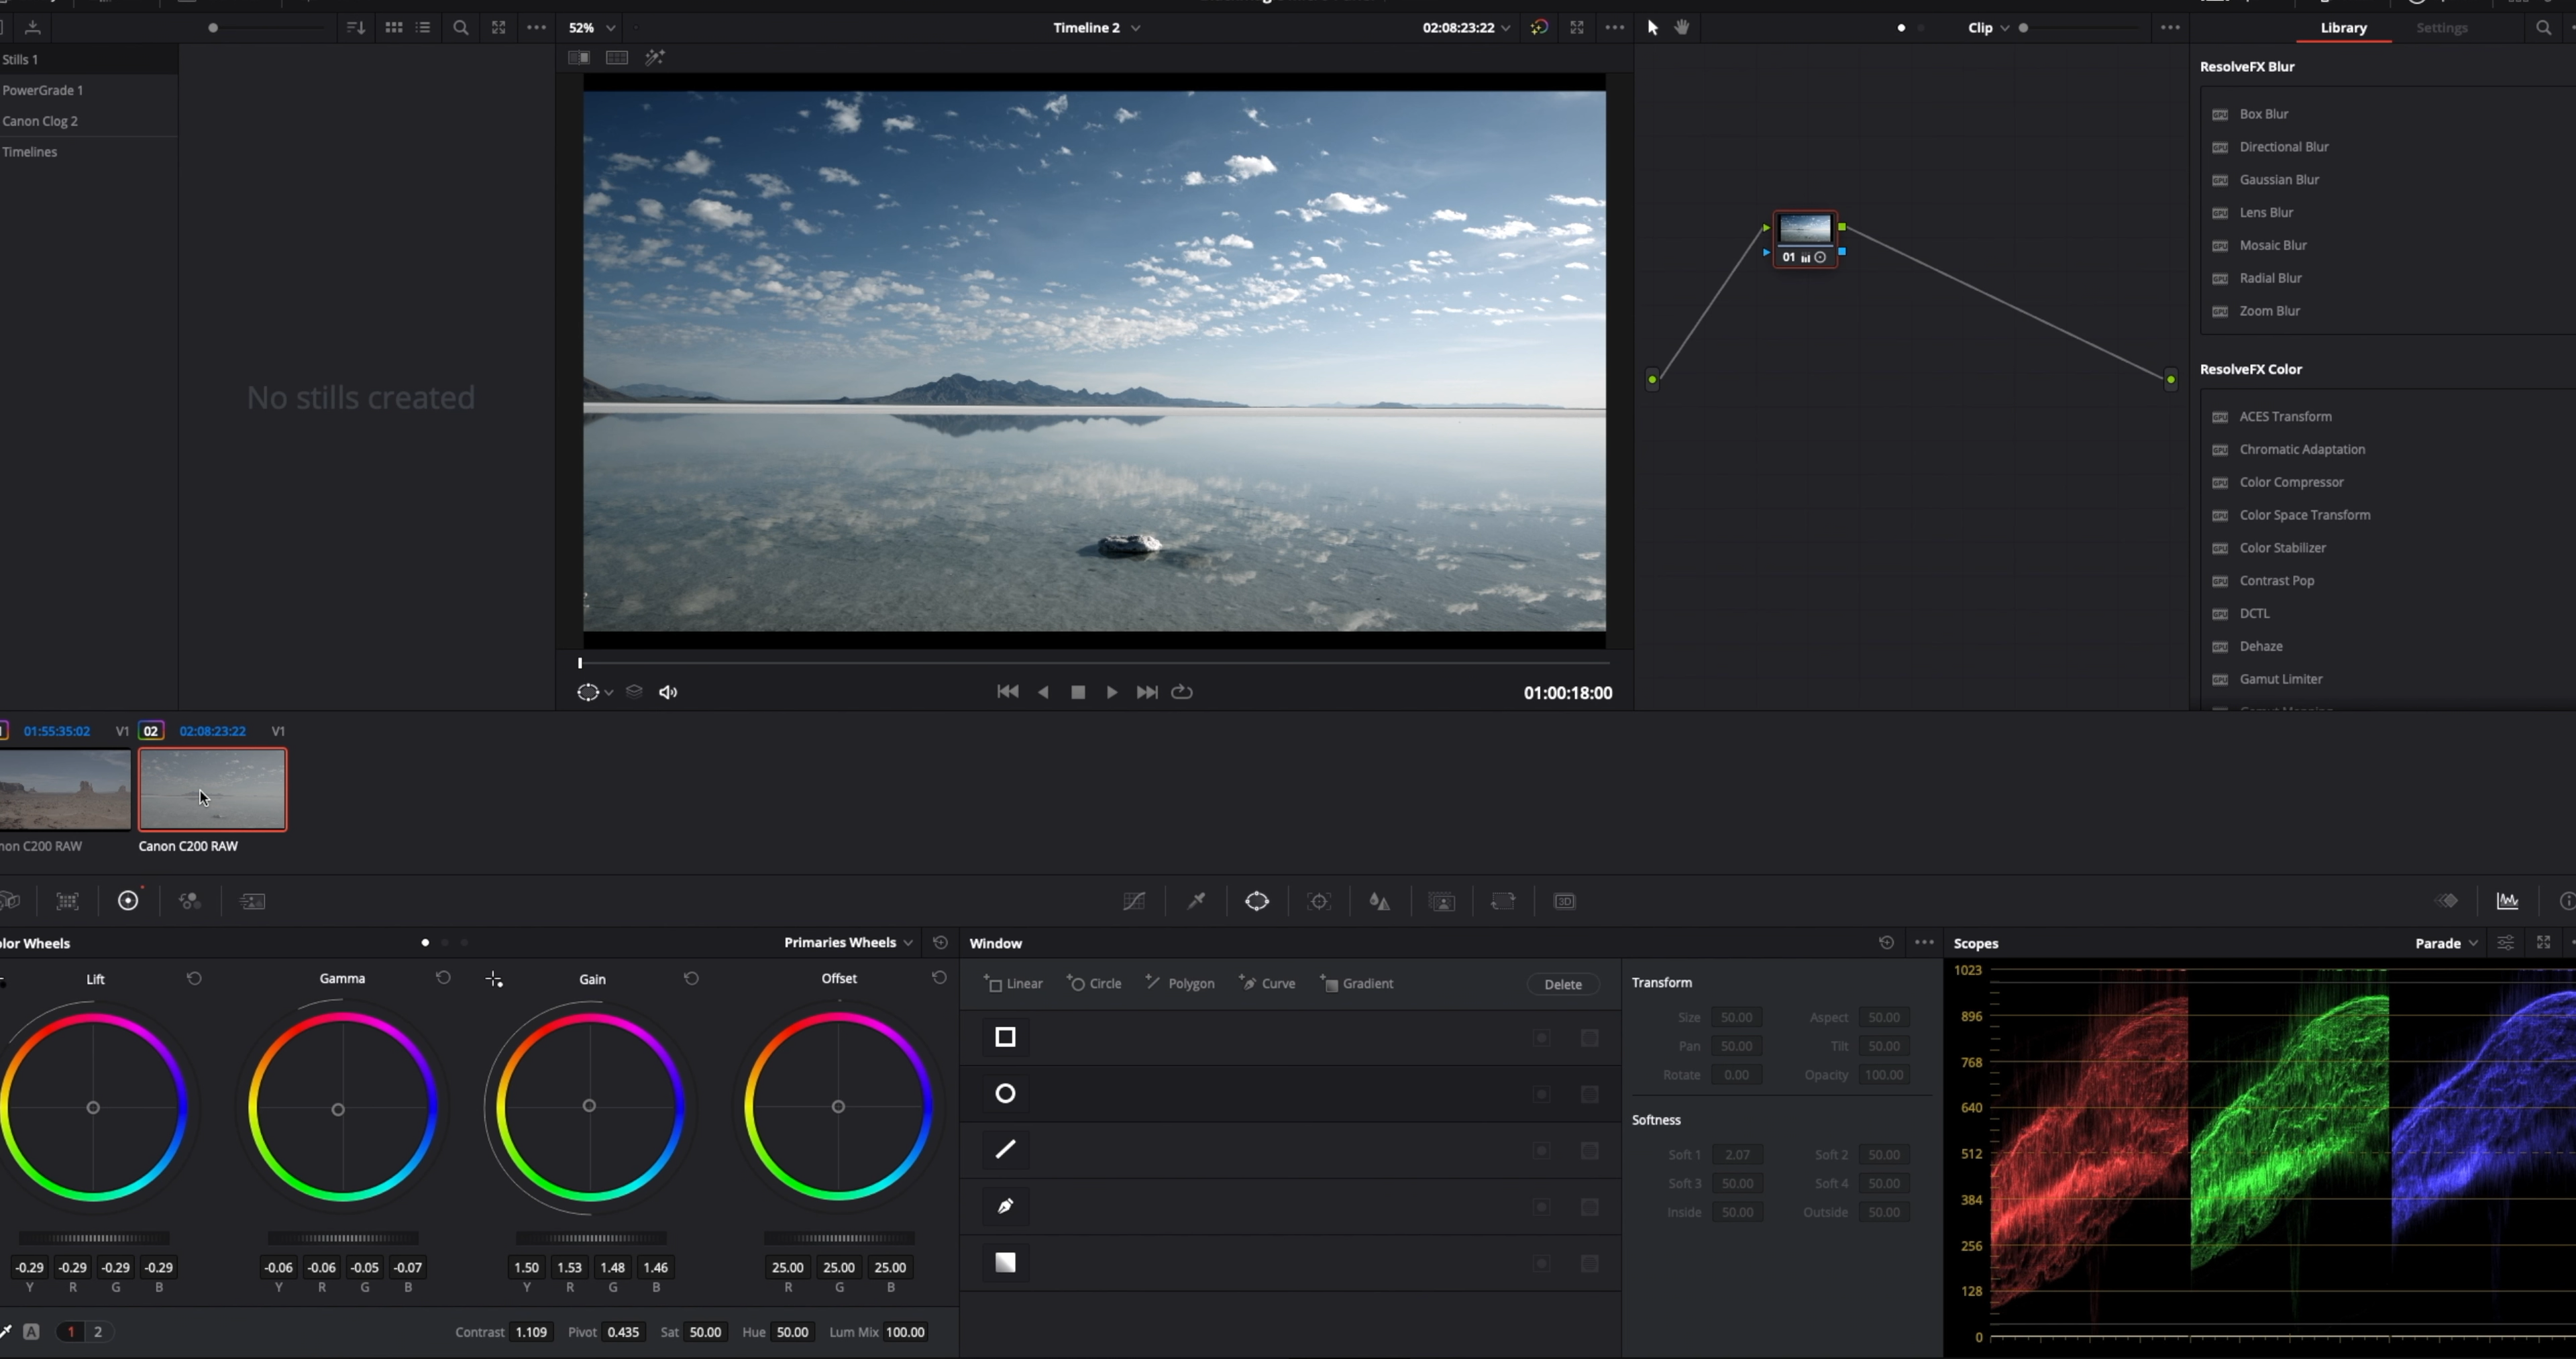 52%
Timeline 2
02:08:23:22
Clip
Library
Settings
Stills 1
PowerGrade 1
Canon Clog 2
Timelines
No stills created
01
ResolveFX Blur
Box Blur
Directional Blur
Gaussian Blur
Lens Blur
Mosaic Blur
Radial Blur
Zoom Blur
ResolveFX Color
ACES Transform
Chromatic Adaptation
Color Compressor
Color Space Transform
Color Stabilizer
Contrast Pop
DCTL
Dehaze
Gamut Limiter
01:00:18:00
01:55:35:02 V1 02 02:08:23:22 V1
non C200 RAW Canon C200 RAW
3D
olor Wheels
Primaries Wheels
Lift Gamma Gain Offset
-0.29 -0.29 -0.29 -0.29 -0.06 -0.06 -0.05 -0.07 1.50 1.53 1.48 1.46 25.00 25.00 25.00
Y R G B Y R G B Y R G B R G B
A 1 2 Contrast 1.109 Pivot 0.435 Sat 50.00 Hue 50.00 Lum Mix 100.00
Window
Linear Circle Polygon Curve Gradient Delete
Transform
Size 50.00 Aspect 50.00
Pan 50.00 Tilt 50.00
Rotate 0.00 Opacity 100.00
Softness
Soft 1 2.07 Soft 2 50.00
Soft 3 50.00 Soft 4 50.00
Inside 50.00 Outside 50.00
Scopes Parade
1023
896
768
640
512
384
256
128
0